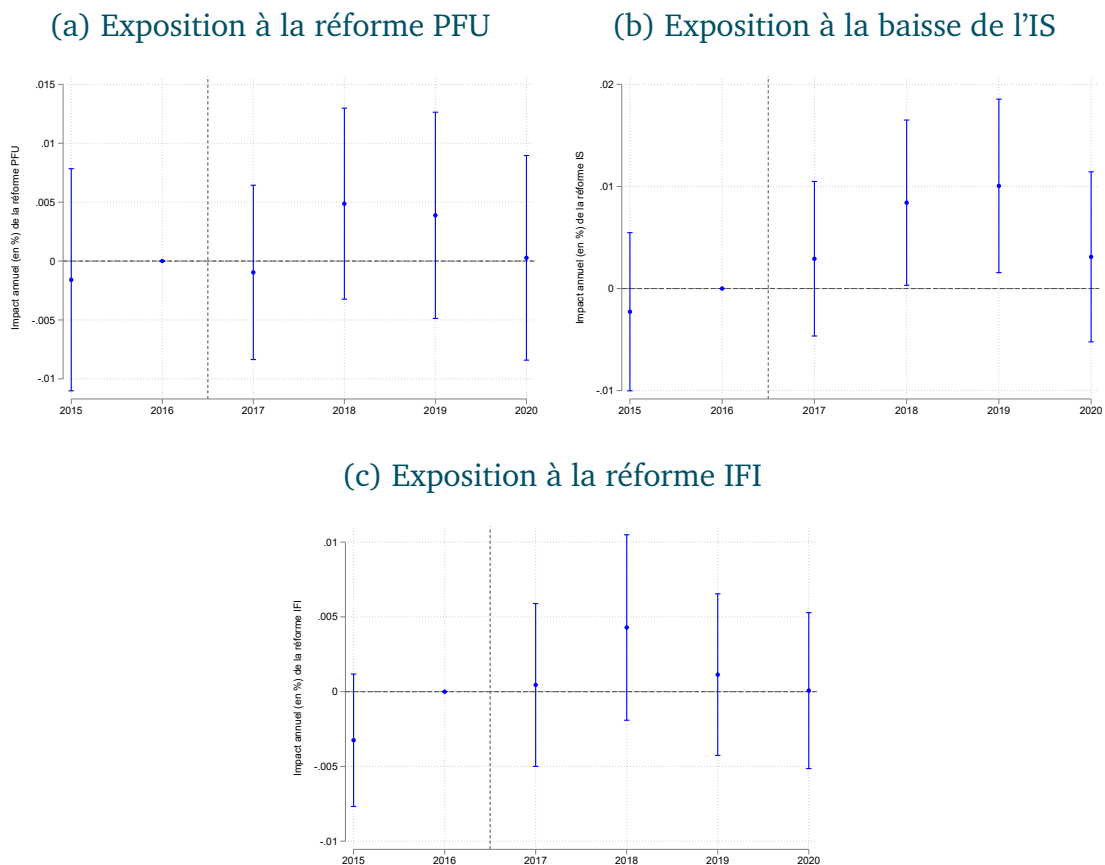 (a) Exposition à la réforme PFU
Impact annuel (en %) de la réforme PFU
.015
.01
.005
0
-.005
-.01
2015 2016 2017 2018 2019 2020
(b) Exposition à la baisse de l'IS
Impact annuel (en %) de la réforme IS
.02
.01
0
-.01
2015 2016 2017 2018 2019 2020
(c) Exposition à la réforme IFI
Impact annuel (en %) de la réforme IFI
.01
.005
0
-.005
-.01
2015 2016 2017 2018 2019 2020